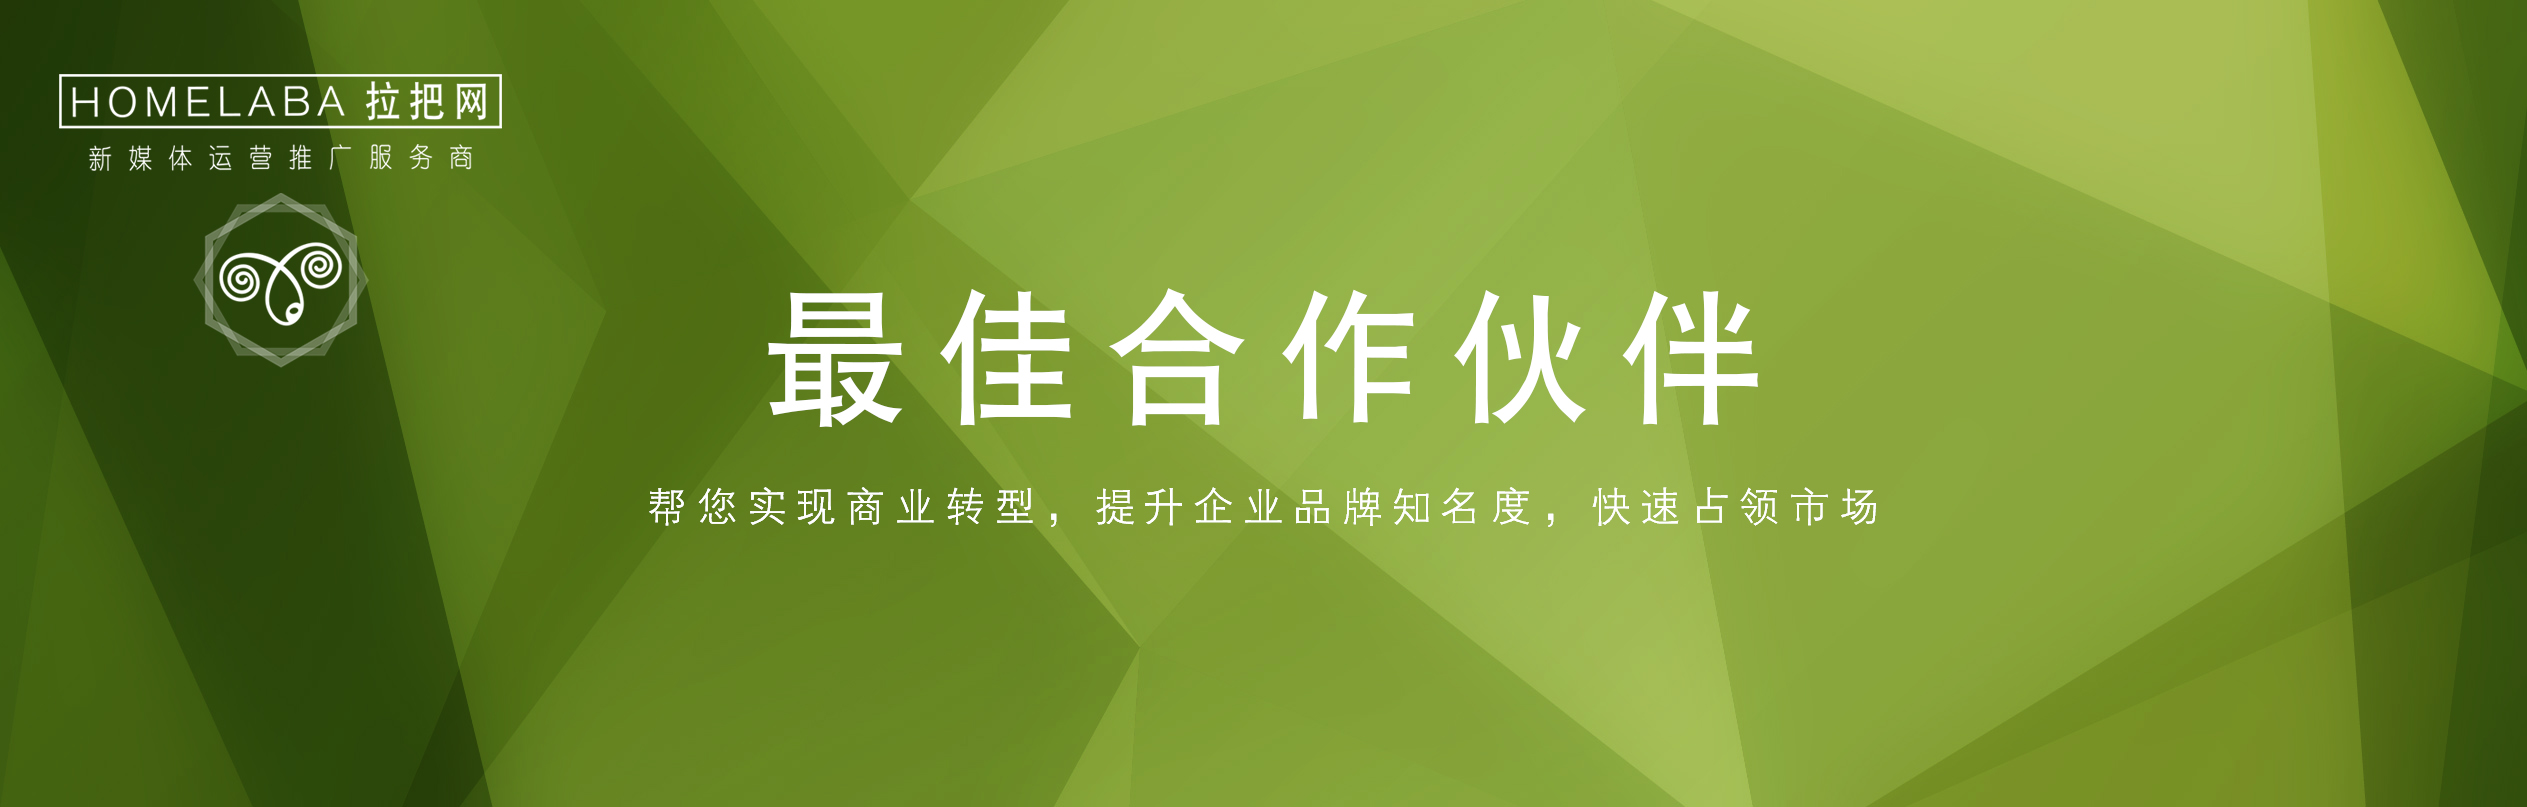 HOMELABA 拉把网
新媒体运营推广服务商
最佳合作伙伴
帮您实现商业转型，提升企业品牌知名度，快速占领市场